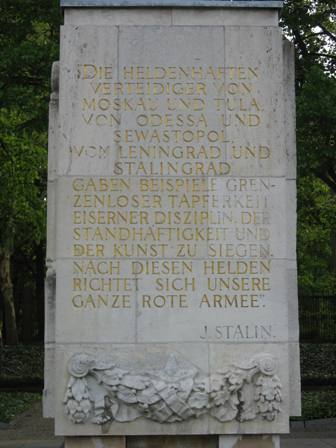 "DIE HELDENHAFTEN
VERTEIDIGER VON
MOSKAU UND TULA,
VON ODESSA UND
SEWASTOPOL,
VON LENINGRAD UND
STALINGRAD
GABEN BEISPIELE GREN-
ZENLOSER TAPFERKEIT,
EISERNER DISZIPLIN, DER
STANDHAFTIGKEIT UND
DER KUNST ZU SIEGEN.
NACH DIESEN HELDEN
RICHTET SICH UNSERE
GANZE ROTE ARMEE".
J. STALIN.